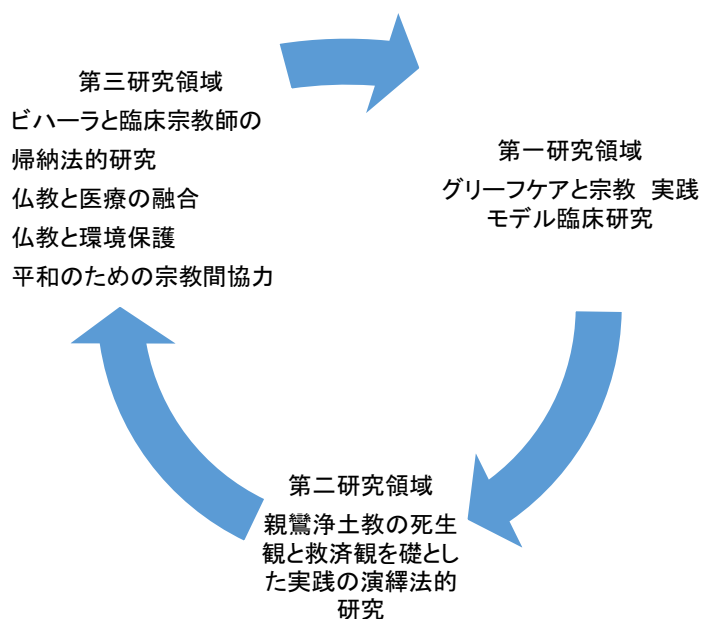 第三研究領域
ビハーラと臨床宗教師の
帰納法的研究
仏教と医療の融合
仏教と環境保護
平和のための宗教間協力
第一研究領域
グリーフケアと宗教　実践
モデル臨床研究
第二研究領域
親鸞浄土教の死生
観と救済観を礎とし
た実践の演繹法的
研究